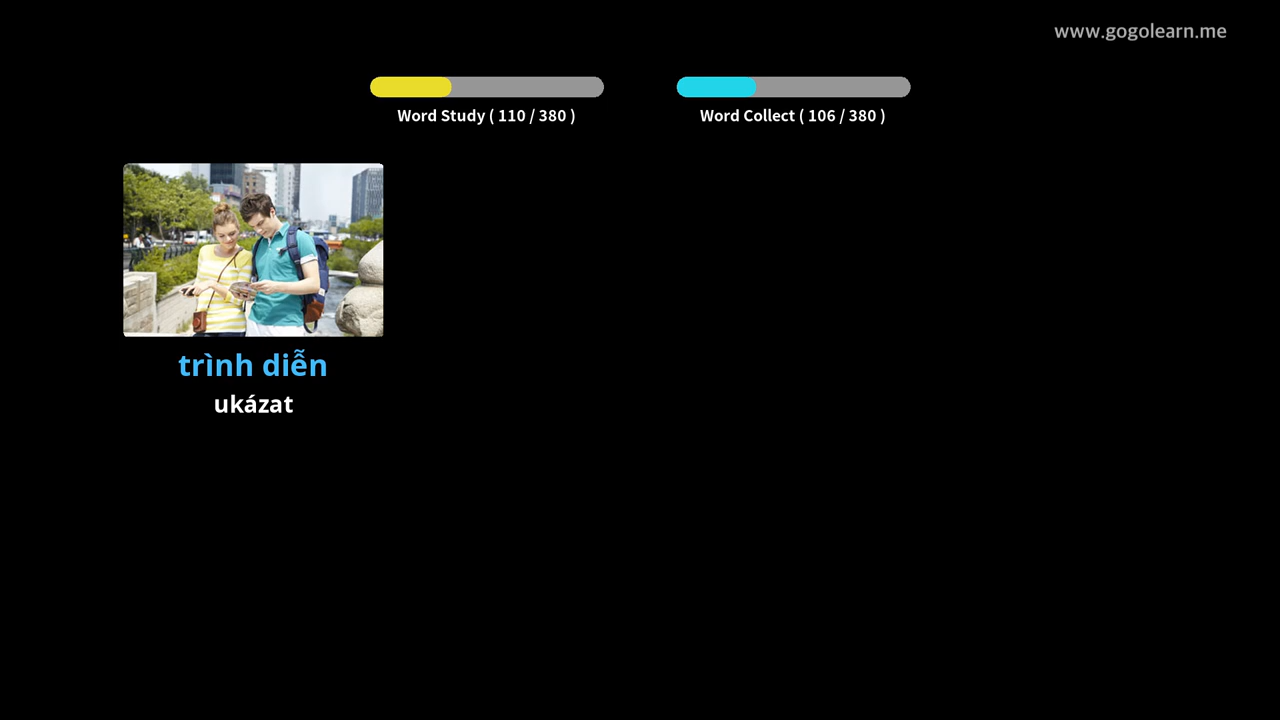 www.gogolearn.me
Word Study ( 110 / 380 )
Word Collect ( 106 / 380 )
trình diễn
ukázat